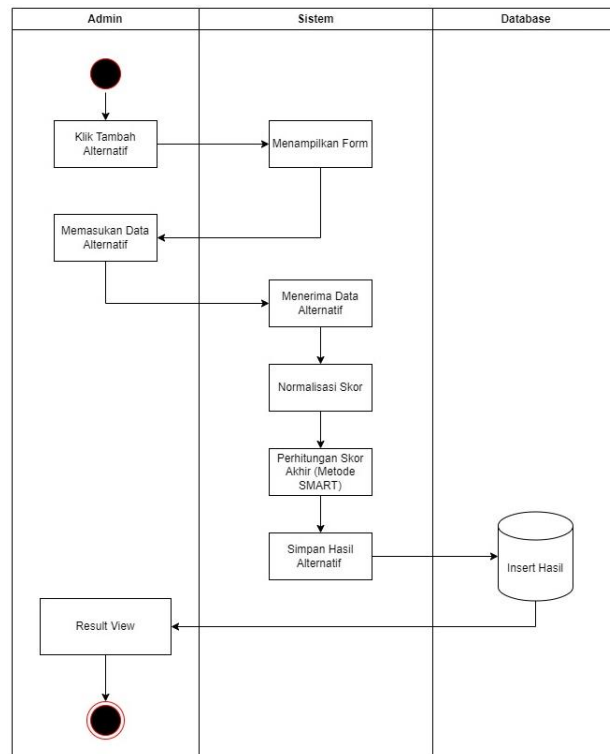 Admin
Sistem
Database
Klik Tambah
Alternatif
Menampilkan Form
Memasukan Data
Alternatif
Menerima Data
Alternatif
Normalisasi Skor
Perhitungan Skor
Akhir (Metode
SMART)
Simpan Hasil
Alternatif
Insert Hasil
Result View